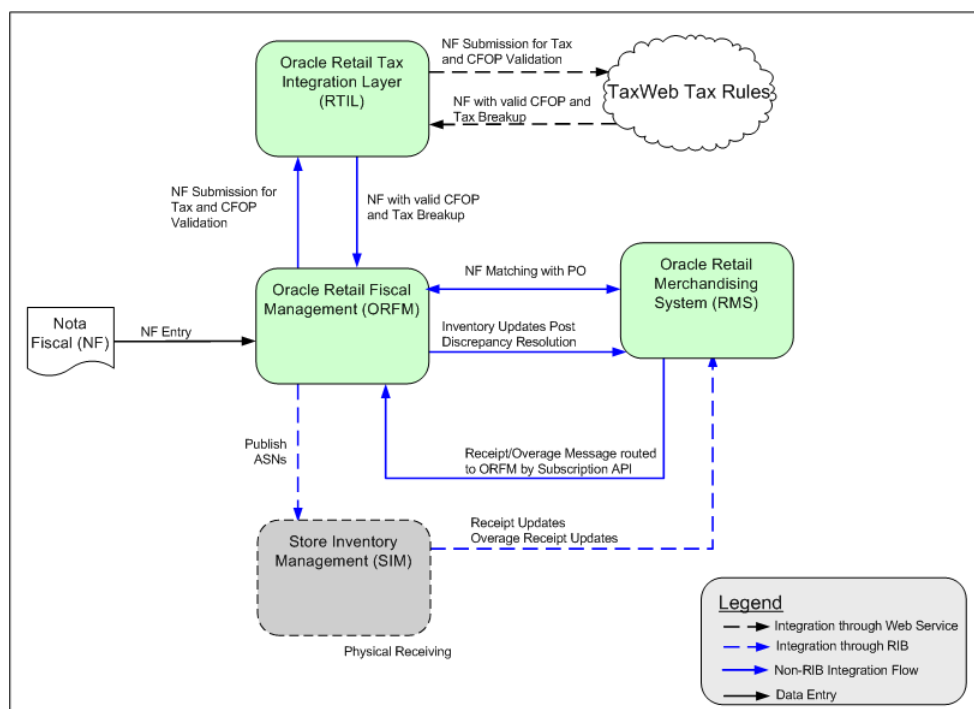 Oracle Retail Tax
Integration Layer
(RTIL)
NF Submission for Tax
and CFOP Validation
TaxWeb Tax Rules
NF with valid CFOP and
Tax Breakup
NF Submission for
Tax and CFOP
Validation
NF with valid CFOP
and Tax Breakup
Nota
Fiscal (NF)
NF Entry
Oracle Retail Fiscal
Management (ORFM)
NF Matching with PO
Inventory Updates Post
Discrepancy Resolution
Oracle Retail
Merchandising
System (RMS)
Publish
ASNs
Receipt/Overage Message routed
to ORFM by Subscription API
Store Inventory
Management (SIM)
Receipt Updates
Overage Receipt Updates
Physical Receiving
Legend
Integration through Web Service
Integration through RIB
Non-RIB Integration Flow
Data Entry